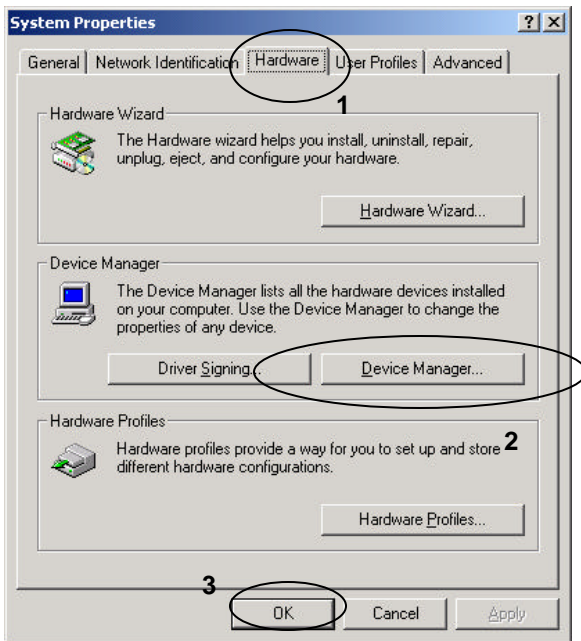 System Properties
General Network Identification Hardware User Profiles Advanced
1
Hardware Wizard
The Hardware wizard helps you install, uninstall, repair,
unplug, eject, and configure your hardware.
Hardware Wizard...
Device Manager
The Device Manager lists all the hardware devices installed
on your computer. Use the Device Manager to change the
properties of any device.
Driver Signing... Device Manager...
Hardware Profiles
Hardware profiles provide a way for you to set up and store 2
different hardware configurations.
Hardware Profiles...
3
OK Cancel Apply